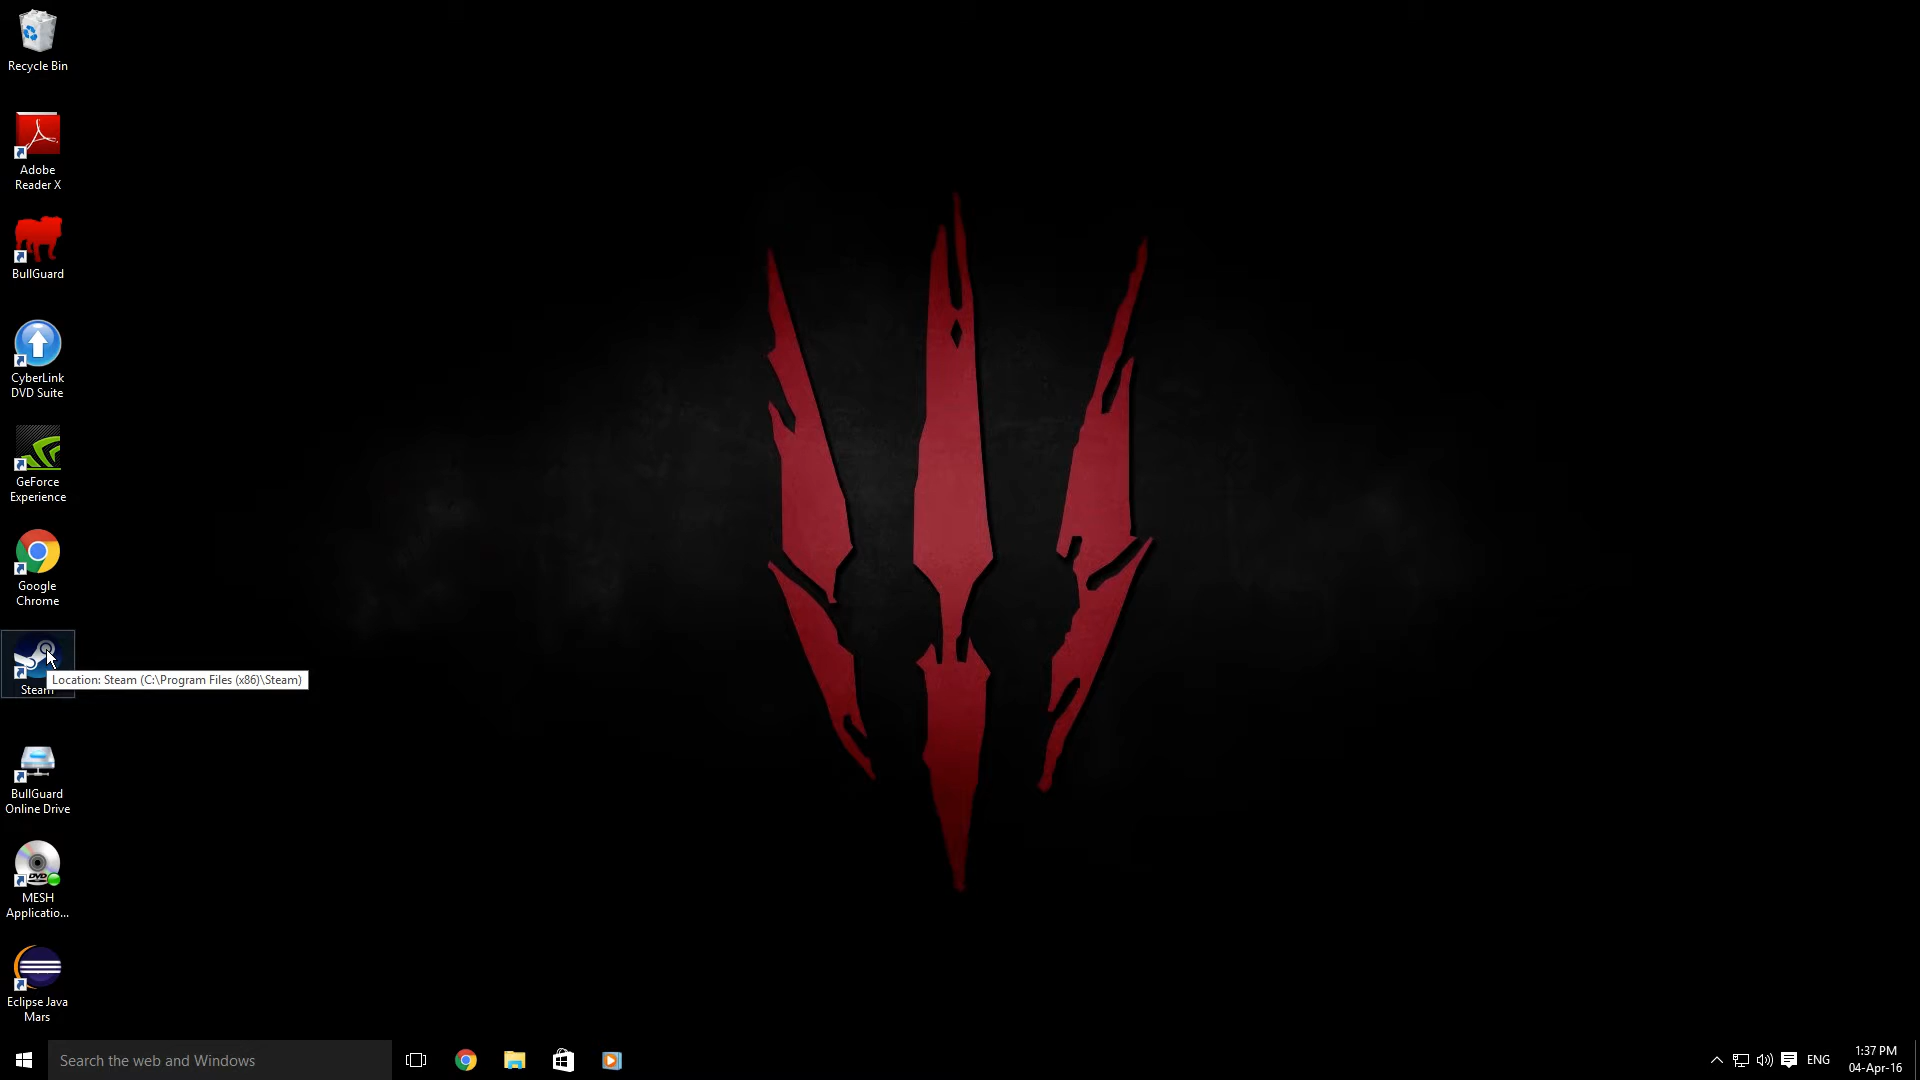 Recycle Bin
Adobe
Reader X
BullGuard
CyberLink
DVD Suite
GeForce
Experience
Google
Chrome
Location: Steam (C:\Program Files (x86)\Steam)
Steam
BullGuard
Online Drive
DVD
MESH
Applicatio...
Eclipse Java
Mars
Search the web and Windows
ENG
1:37 PM
04-Apr-16